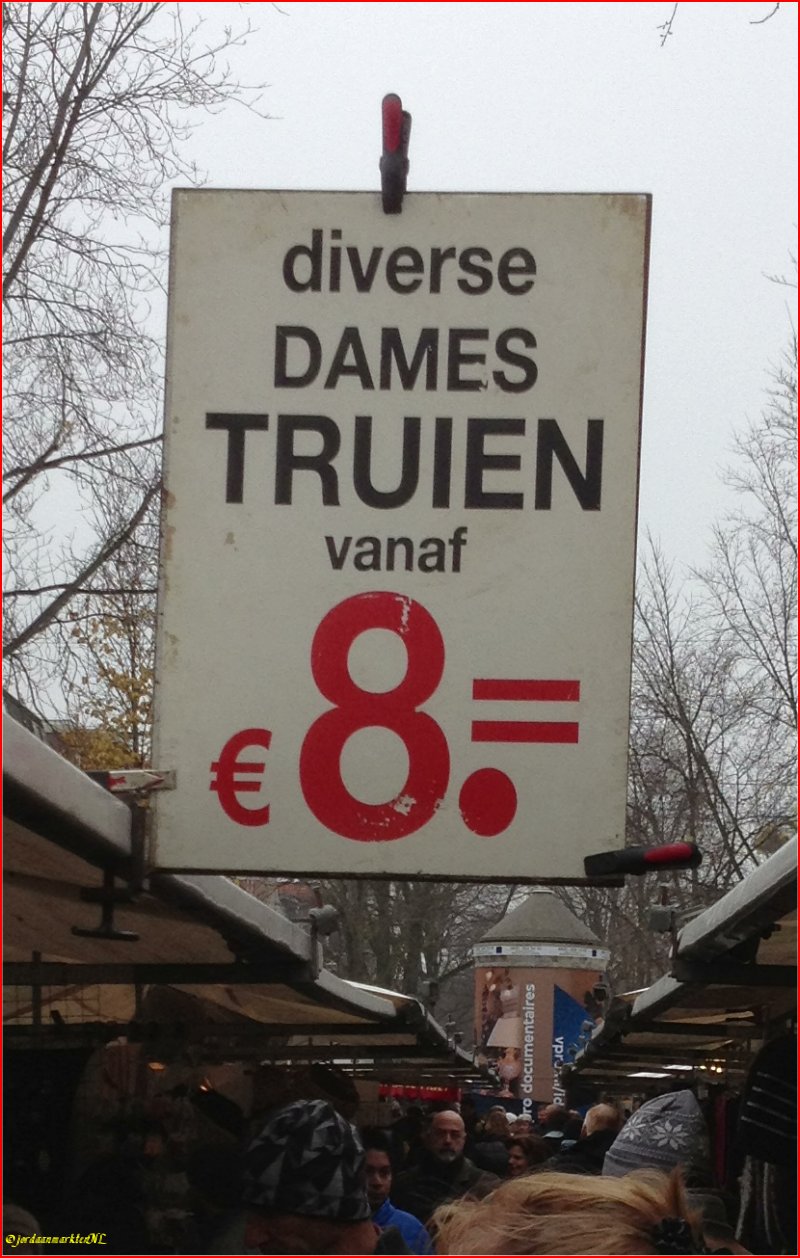 diverse
DAMES
TRUIEN
vanaf
€ 8.=
documentaires
©jordaanmarktenNL